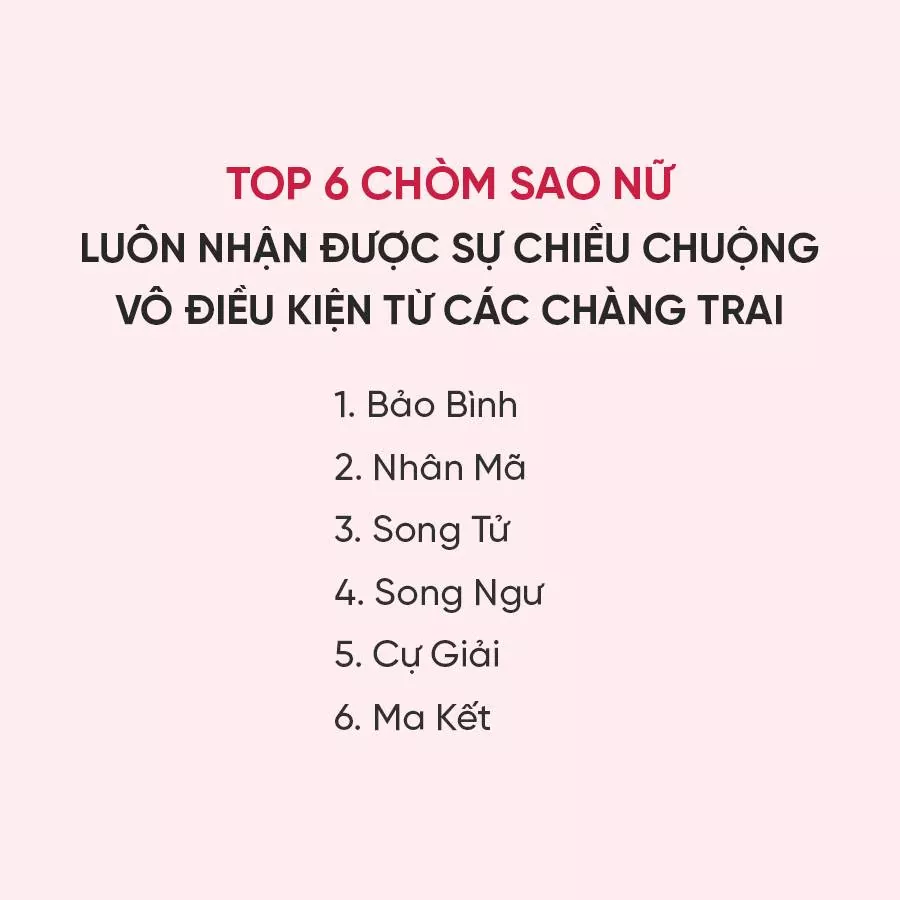 TOP 6 CHÒM SAO NỮ
LUÔN NHẬN ĐƯỢC SỰ CHIỀU CHUỘNG
VÔ ĐIỀU KIỆN TỪ CÁC CHÀNG TRAI
1. Bảo Bình
2. Nhân Mã
3. Song Tử
4. Song Ngư
5. Cự Giải
6. Ma Kết